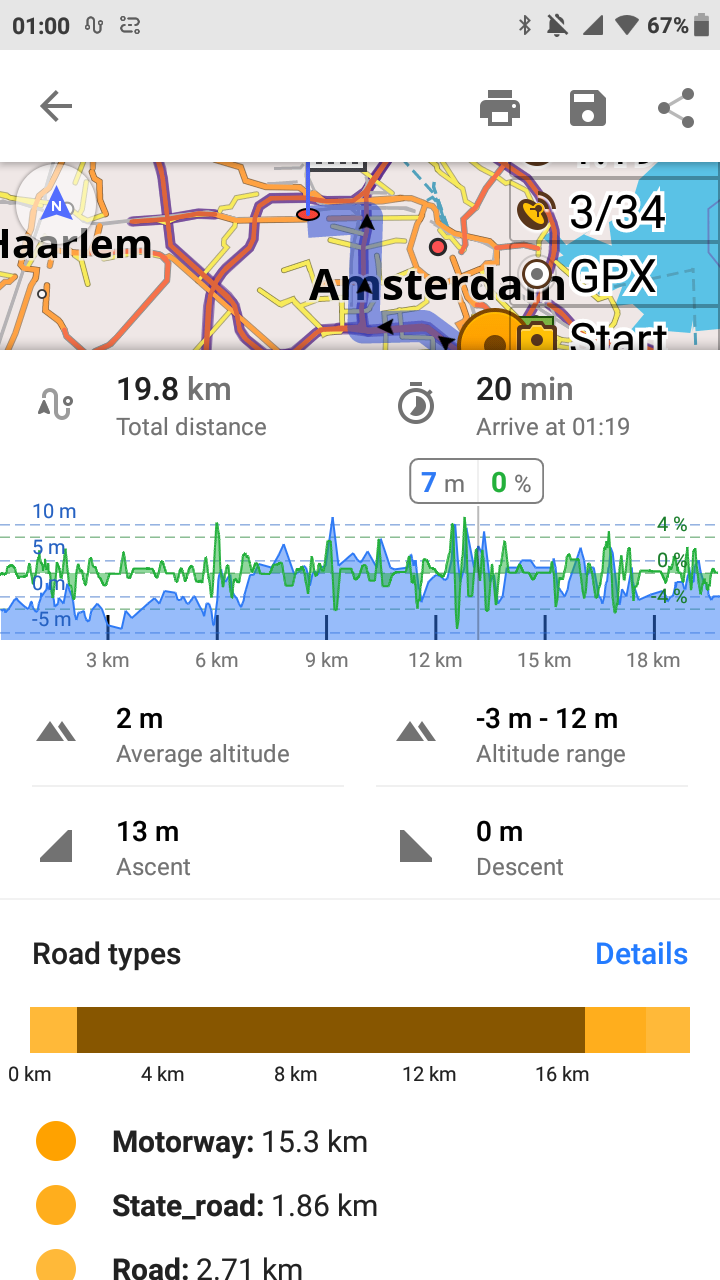 01:00
67%
N
Haarlem
3/34
Amsterdam
GPX
Start
19.8 km
20 min
Total distance
Arrive at 01:19
7 m
0 %
10 m
4 %
5 m
0 %
0 m
-4 %
-5 m
3 km 6 km 9 km 12 km 15 km 18 km
2 m
-3 m - 12 m
Average altitude
Altitude range
13 m
0 m
Ascent
Descent
Road types
Details
0 km 4 km 8 km 12 km 16 km
Motorway: 15.3 km
State_road: 1.86 km
Road: 2.71 km